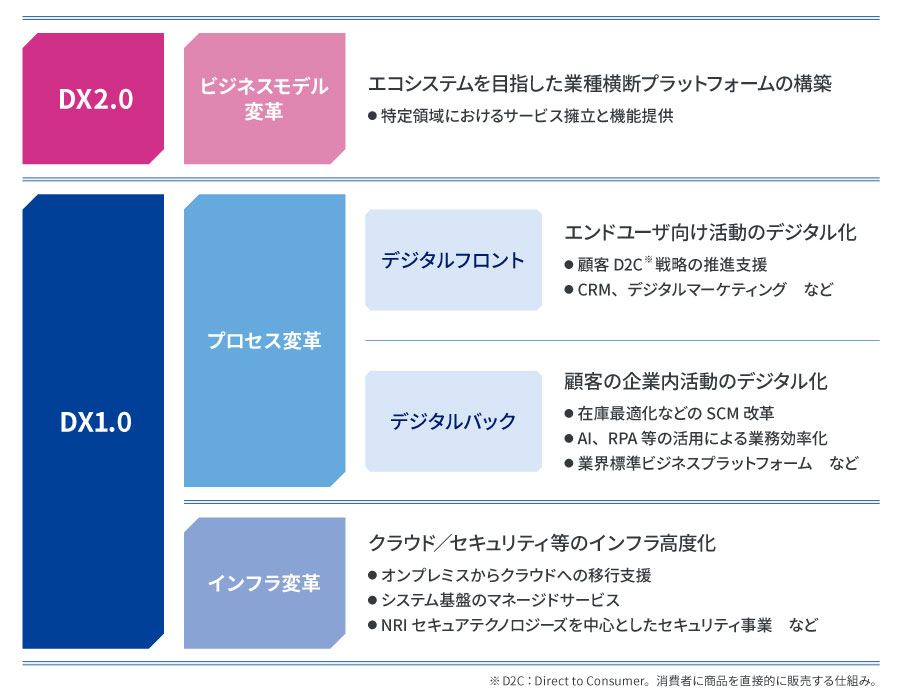 DX2.0
ビジネスモデル
変革
エコシステムを目指した業種横断プラットフォームの構築
● 特定領域におけるサービス擁立と機能提供
DX1.0
プロセス変革
デジタルフロント
エンドユーザ向け活動のデジタル化
● 顧客 D2C※戦略の推進支援
● CRM、デジタルマーケティング　など
デジタルバック
顧客の企業内活動のデジタル化
● 在庫最適化などの SCM 改革
● AI、RPA 等の活用による業務効率化
● 業界標準ビジネスプラットフォーム　など
インフラ変革
クラウド／セキュリティ等のインフラ高度化
● オンプレミスからクラウドへの移行支援
● システム基盤のマネージドサービス
● NRI セキュアテクノロジーズを中心としたセキュリティ事業　など
※ D2C：Direct to Consumer。消費者に商品を直接的に販売する仕組み。